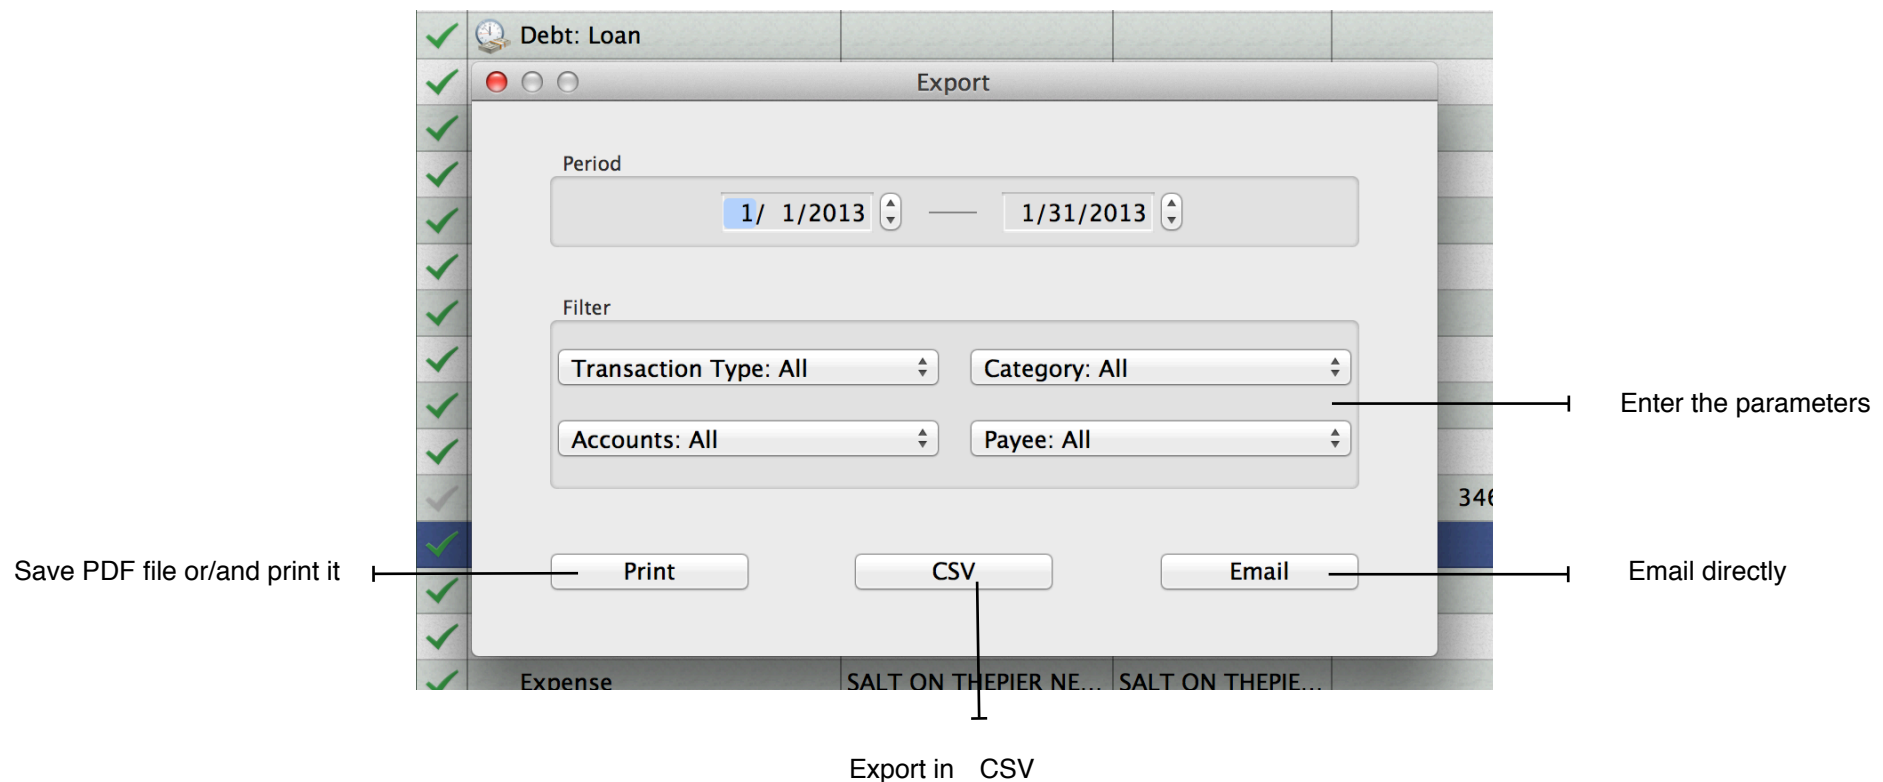 Debt: Loan
Export
Period
1/ 1/2013 1/31/2013
Filter
Transaction Type: All Category: All
Enter the parameters
Accounts: All Payee: All
346
Save PDF file or/and print it Print CSV Email Email directly
Expense SALT ON THEPIER NE... SALT ON THEPIE...
Export in CSV